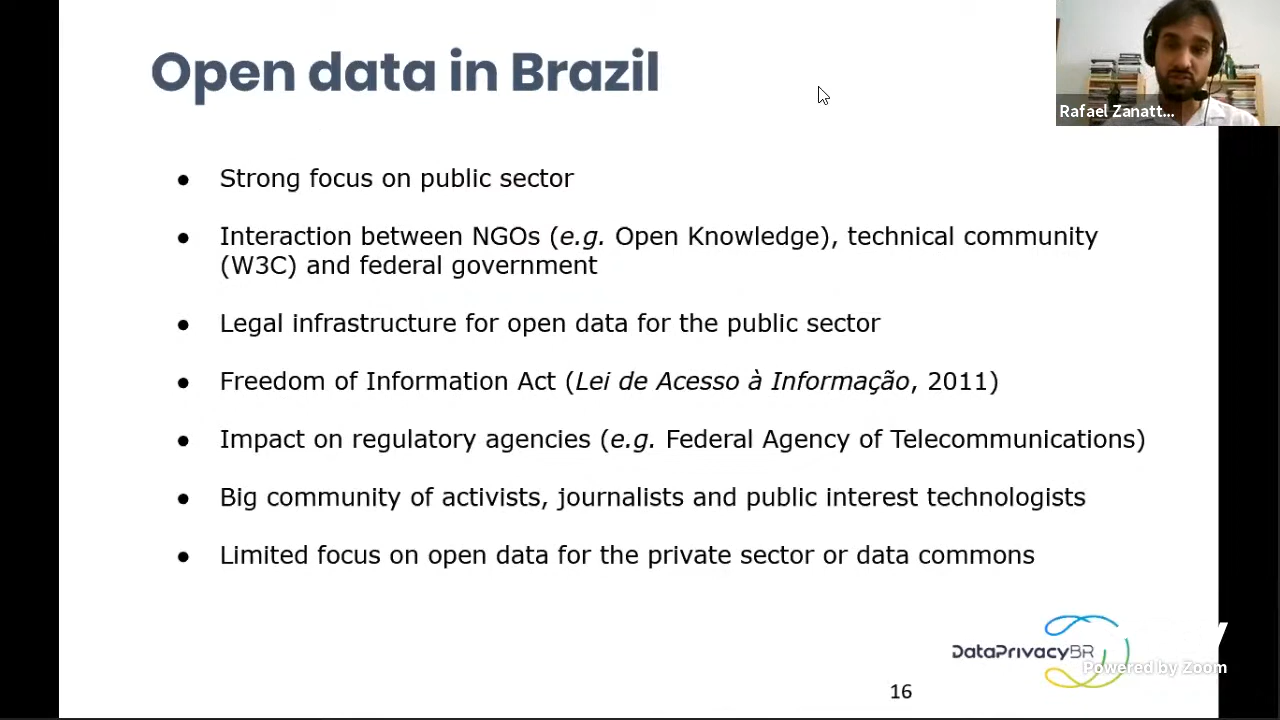 Open data in Brazil
Rafael Zanatt...
● Strong focus on public sector
● Interaction between NGOs (e.g. Open Knowledge), technical community
(W3C) and federal government
● Legal infrastructure for open data for the public sector
● Freedom of Information Act (Lei de Acesso à Informação, 2011)
● Impact on regulatory agencies (e.g. Federal Agency of Telecommunications)
● Big community of activists, journalists and public interest technologists
● Limited focus on open data for the private sector or data commons
DataPrivacyBR
Powered by Zoom
16